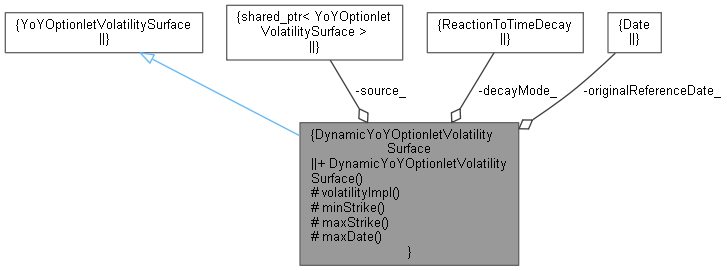 {YoYOptionletVolatilitySurface
||}
{shared_ptr< YoYOptionlet
VolatilitySurface >
||}
{ReactionToTimeDecay
||}
{Date
||}
-source_
-decayMode_
-originalReferenceDate_
{DynamicYoYOptionletVolatility
Surface
||+ DynamicYoYOptionletVolatility
Surface()
# volatilityImpl()
# minStrike()
# maxStrike()
# maxDate()
}